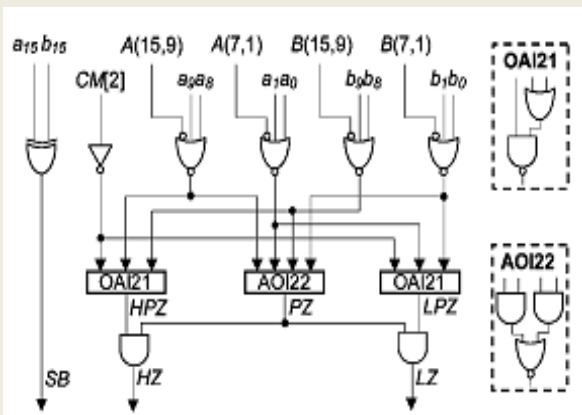 a₁₅ b₁₅
A(15,9)
A(7,1)
B(15,9)
B(7,1)
OAI21
CM[2]
a₉a₈
a₁a₀
b₉b₈
b₁b₀
OAI21
AOI22
OAI21
AOI22
HPZ
PZ
LPZ
SB
HZ
LZ